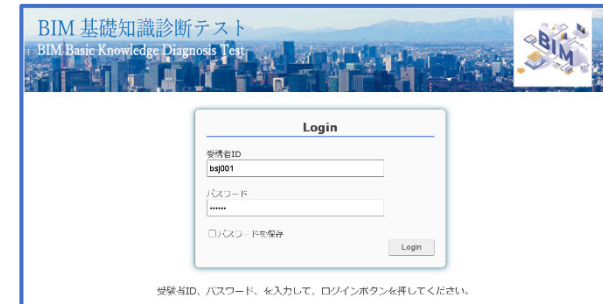 BIM 基礎知識診断テスト
BIM Basic Knowledge Diagnosis Test
BIM
Login
受講者ID
bsj001
パスワード
••••••
パスワードを保存
Login
受験者ID、パスワード、を入力して、ログインボタンを押してください。